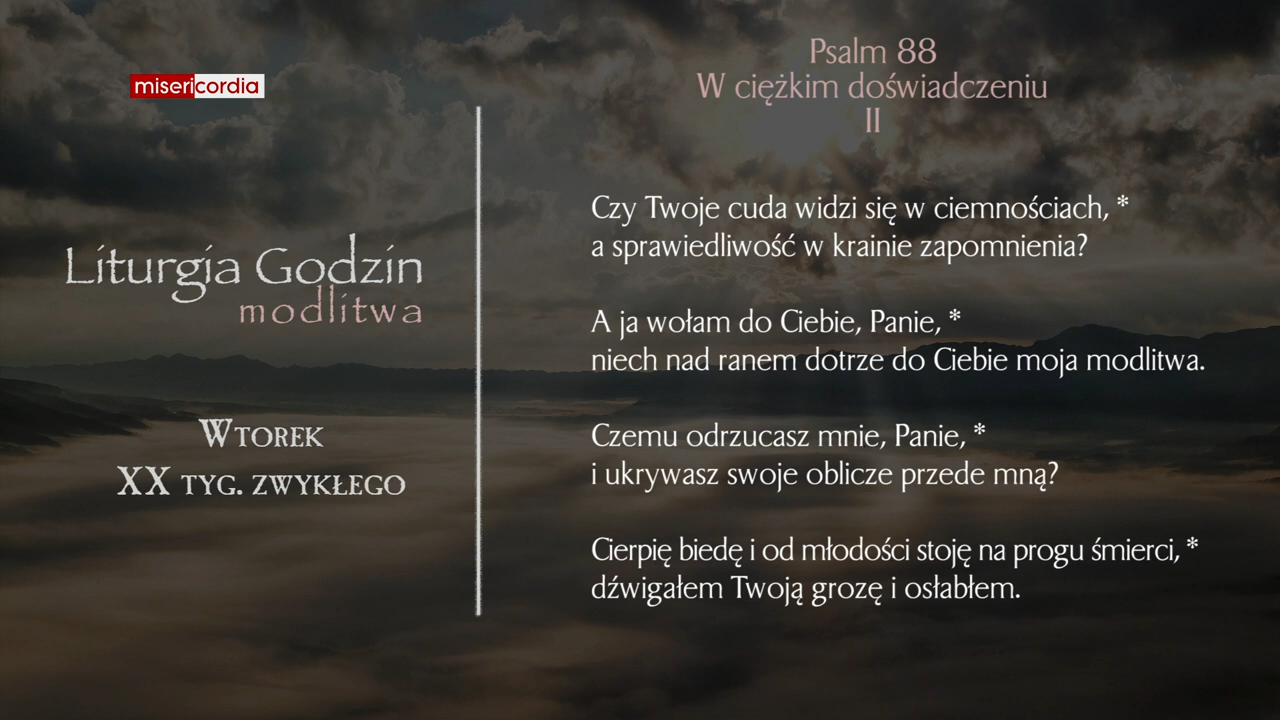 misericordia
Liturgia Godzin
modlitwa
Wtorek
XX tyg. zwykłego
Psalm 88
W ciężkim doświadczeniu
II
Czy Twoje cuda widzi się w ciemnościach, *
a sprawiedliwość w krainie zapomnienia?
A ja wołam do Ciebie, Panie, *
niech nad ranem dotrze do Ciebie moja modlitwa.
Czemu odrzucasz mnie, Panie, *
i ukrywasz swoje oblicze przede mną?
Cierpię biedę i od młodości stoję na progu śmierci, *
dźwigałem Twoją grozę i osłabłem.